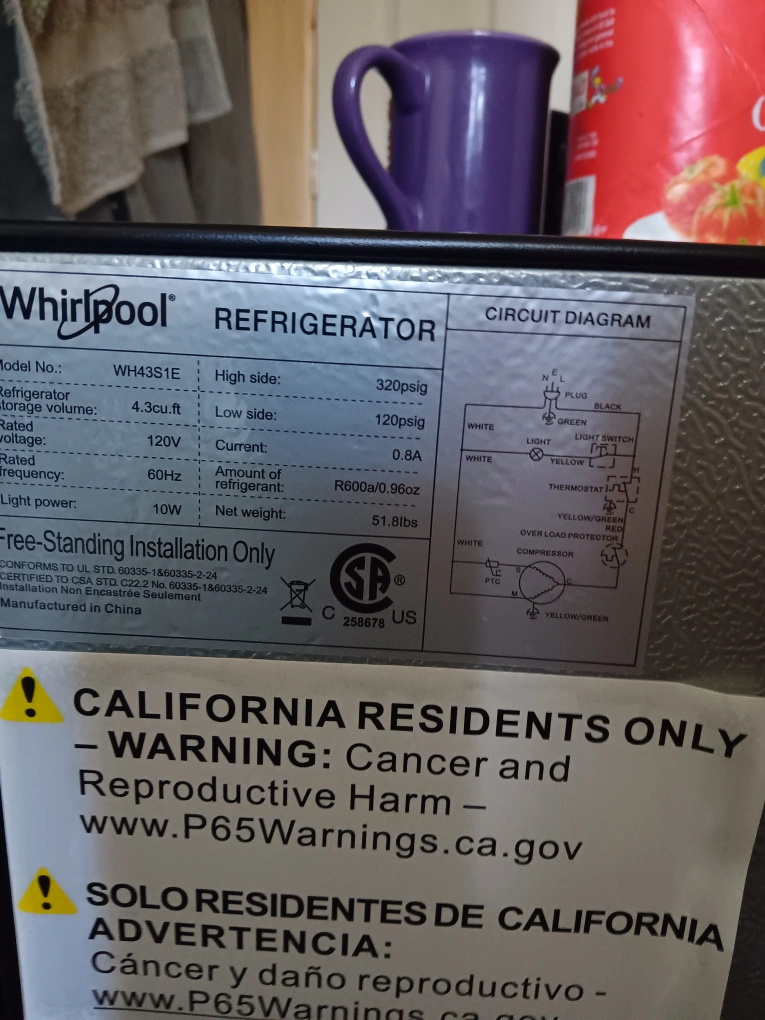 Whirlpool®
REFRIGERATOR
Model No.: WH43S1E
Refrigerator
storage volume: 4.3cu.ft
Rated
voltage: 120V
Rated
frequency: 60Hz
Light power: 10W
High side: 320psig
Low side: 120psig
Current: 0.8A
Amount of
refrigerant: R600a/0.96oz
Net weight: 51.8lbs
Free-Standing Installation Only
CONFORMS TO UL STD. 60335-1&60335-2-24
CERTIFIED TO CSA STD. C22.2 No. 60335-1&60335-2-24
Installation Non Encastrée Seulement
Manufactured in China
SA ®
C US
258678
CIRCUIT DIAGRAM
N E L
PLUG
BLACK
GREEN
WHITE
LIGHT
LIGHT SWITCH
WHITE
YELLOW
H
THERMOSTAT
C
YELLOW/GREEN
RED
OVER LOAD PROTECTOR
WHITE
COMPRESSOR
PTC
S
C
M
YELLOW/GREEN
CALIFORNIA RESIDENTS ONLY
– WARNING: Cancer and
Reproductive Harm –
www.P65Warnings.ca.gov
SOLO RESIDENTES DE CALIFORNIA
ADVERTENCIA:
Cáncer y daño reproductivo -
www.P65Warnings.ca.gov